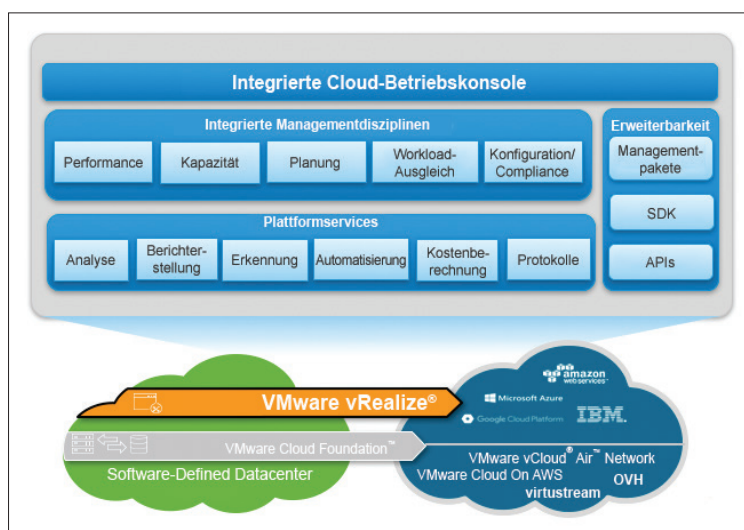 Integrierte Cloud-Betriebskonsole
Integrierte Managementdisziplinen
Performance
Kapazität
Planung
Workload-
Ausgleich
Konfiguration/
Compliance
Erweiterbarkeit
Management-
pakete
SDK
APIs
Plattformservices
Analyse
Berichter-
stellung
Erkennung
Automatisierung
Kostenbe-
rechnung
Protokolle
VMware vRealize®
VMware Cloud Foundation™
Software-Defined Datacenter
amazon
webservices™
Microsoft Azure
Google Cloud Platform
IBM®
VMware vCloud® Air™ Network
VMware Cloud On AWS
OVH
virtustream